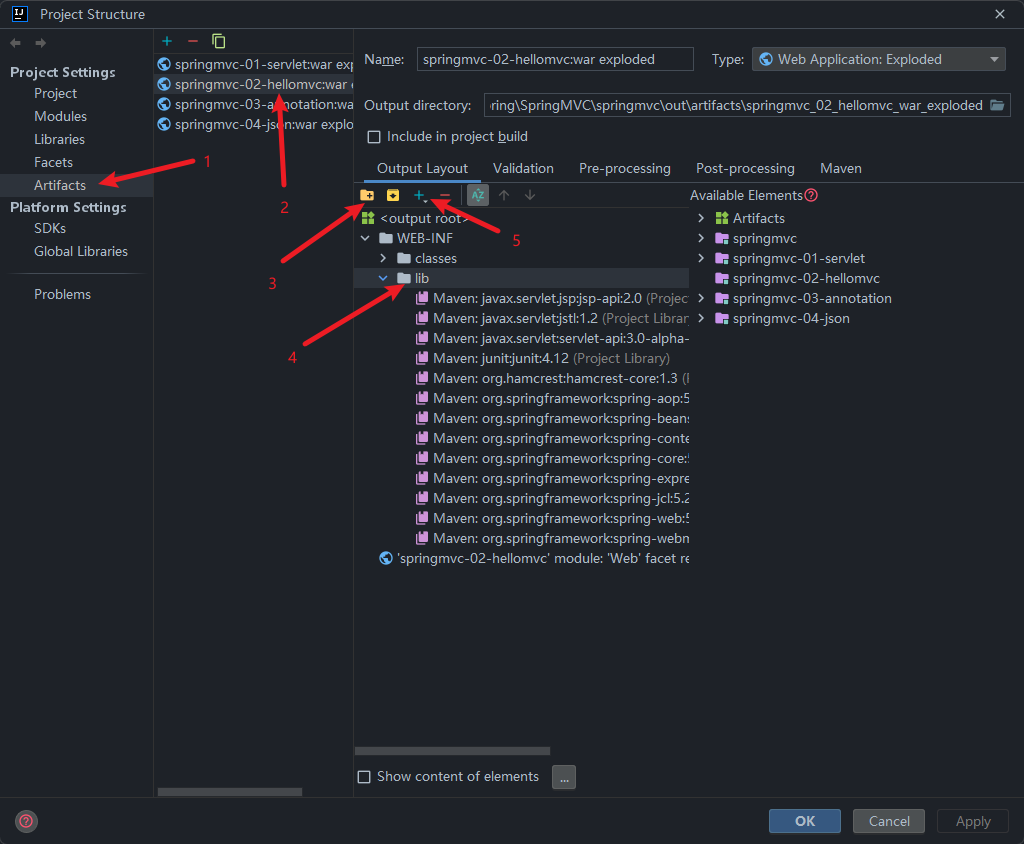 Project Structure
Project Settings
Project
Modules
Libraries
Facets
Artifacts
Platform Settings
SDKs
Global Libraries
Problems
springmvc-01-servlet:war exp
springmvc-02-hellomvc:war
springmvc-03-annotation:wa
springmvc-04-json:war explo
Name: springmvc-02-hellomvc:war exploded
Type: Web Application: Exploded
Output directory: ring\SpringMVC\springmvc\out\artifacts\springmvc_02_hellomvc_war_exploded
Include in project build
Output Layout Validation Pre-processing Post-processing Maven
<output root>
WEB-INF
classes
lib
Maven: javax.servlet.jsp:jsp-api:2.0 (Projec
Maven: javax.servlet:jstl:1.2 (Project Librar
Maven: javax.servlet:servlet-api:3.0-alpha-
Maven: junit:junit:4.12 (Project Library)
Maven: org.hamcrest:hamcrest-core:1.3 (
Maven: org.springframework:spring-aop:5
Maven: org.springframework:spring-beans
Maven: org.springframework:spring-conte
Maven: org.springframework:spring-core:
Maven: org.springframework:spring-expre
Maven: org.springframework:spring-jcl:5.2
Maven: org.springframework:spring-web:5
Maven: org.springframework:spring-webm
'springmvc-02-hellomvc' module: 'Web' facet re
Available Elements
Artifacts
springmvc
springmvc-01-servlet
springmvc-02-hellomvc
springmvc-03-annotation
springmvc-04-json
1
2
3
4
5
Show content of elements ...
OK Cancel Apply